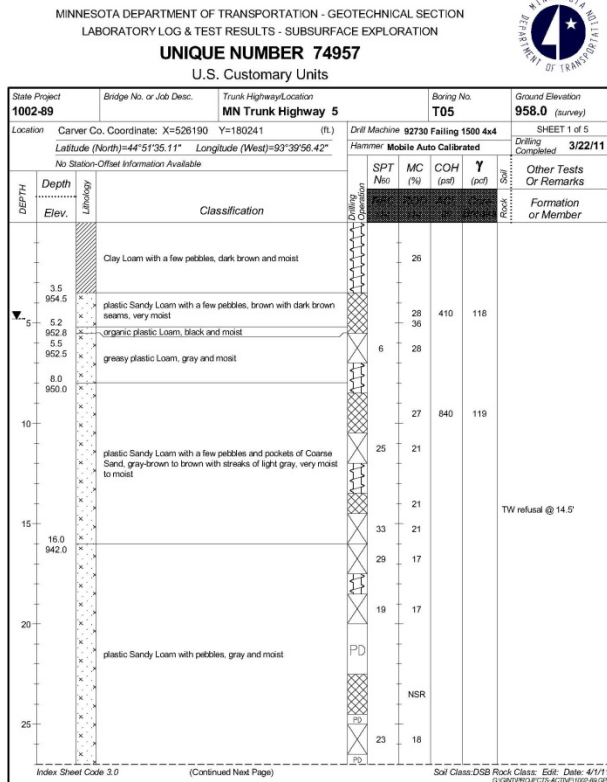 MINNESOTA DEPARTMENT OF TRANSPORTATION - GEOTECHNICAL SECTION
LABORATORY LOG & TEST RESULTS - SUBSURFACE EXPLORATION
UNIQUE NUMBER 74957
U.S. Customary Units
DEPARTMENT OF TRANSPORTATION
State Project Bridge No. or Job Desc. Trunk Highway/Location Boring No. Ground Elevation
1002-89 MN Trunk Highway 5 T05 958.0 (survey)
Location Carver Co. Coordinate: X=526190 Y=180241 (ft.) Drill Machine 92730 Failing 1500 4x4 SHEET 1 of 5
Latitude (North)=44°51'35.11" Longitude (West)=93°39'56.42" Hammer Mobile Auto Calibrated Drilling Completed 3/22/11
No Station-Offset Information Available
DEPTH Depth Elev. Lithology Classification Drilling Operation SPT N60 MC (%) COH (psf) γ (pcf) Soil Rock Other Tests Or Remarks
Formation or Member
Clay Loam with a few pebbles, dark brown and moist 26
3.5
954.5
plastic Sandy Loam with a few pebbles, brown with dark brown
seams, very moist
28 410 118
5
36
5.2
952.8
organic plastic Loam, black and moist
5.5
952.5
greasy plastic Loam, gray and mosit
6 28
8.0
950.0
10
27 840 119
plastic Sandy Loam with a few pebbles and pockets of Coarse
Sand, gray-brown to brown with streaks of light gray, very moist
to moist
25 21
21
TW refusal @ 14.5'
15
33 21
16.0
942.0
29 17
19 17
20
plastic Sandy Loam with pebbles, gray and moist
PD
NSR
PD
25
23 18
PD
Index Sheet Code 3.0 (Continued Next Page) Soil Class:DSB Rock Class: Edit: Date: 4/1/11